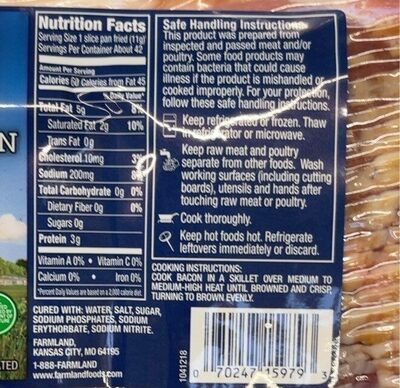 Nutrition Facts
Serving Size 1 slice pan fried (11g)
Servings Per Container About 42
Amount Per Serving
Calories 60 Calories from Fat 45
% Daily Value*
Total Fat 5g 8%
Saturated Fat 2g 10%
Trans Fat 0g
Cholesterol 10mg 3%
Sodium 200mg 8%
Total Carbohydrate 0g 0%
Dietary Fiber 0g 0%
Sugars 0g
Protein 3g
Vitamin A 0% • Vitamin C 0%
Calcium 0% • Iron 0%
*Percent Daily Values are based on a 2,000 calorie diet.
CURED WITH: WATER, SALT, SUGAR,
SODIUM PHOSPHATES, SODIUM
ERYTHORBATE, SODIUM NITRITE.
FARMLAND,
KANSAS CITY, MO 64195
1-888-FARMLAND
www.farmlandfoods.com
Safe Handling Instructions
This product was prepared from
inspected and passed meat and/or
poultry. Some food products may
contain bacteria that could cause
illness if the product is mishandled or
cooked improperly. For your protection,
follow these safe handling instructions.
Keep refrigerated or frozen. Thaw
in refrigerator or microwave.
Keep raw meat and poultry
separate from other foods. Wash
working surfaces (including cutting
boards), utensils and hands after
touching raw meat or poultry.
Cook thoroughly.
Keep hot foods hot. Refrigerate
leftovers immediately or discard.
COOKING INSTRUCTIONS:
COOK BACON IN A SKILLET OVER MEDIUM TO
MEDIUM-HIGH HEAT UNTIL BROWNED AND CRISP,
TURNING TO BROWN EVENLY.
1041218
0 70247 15979 3
N